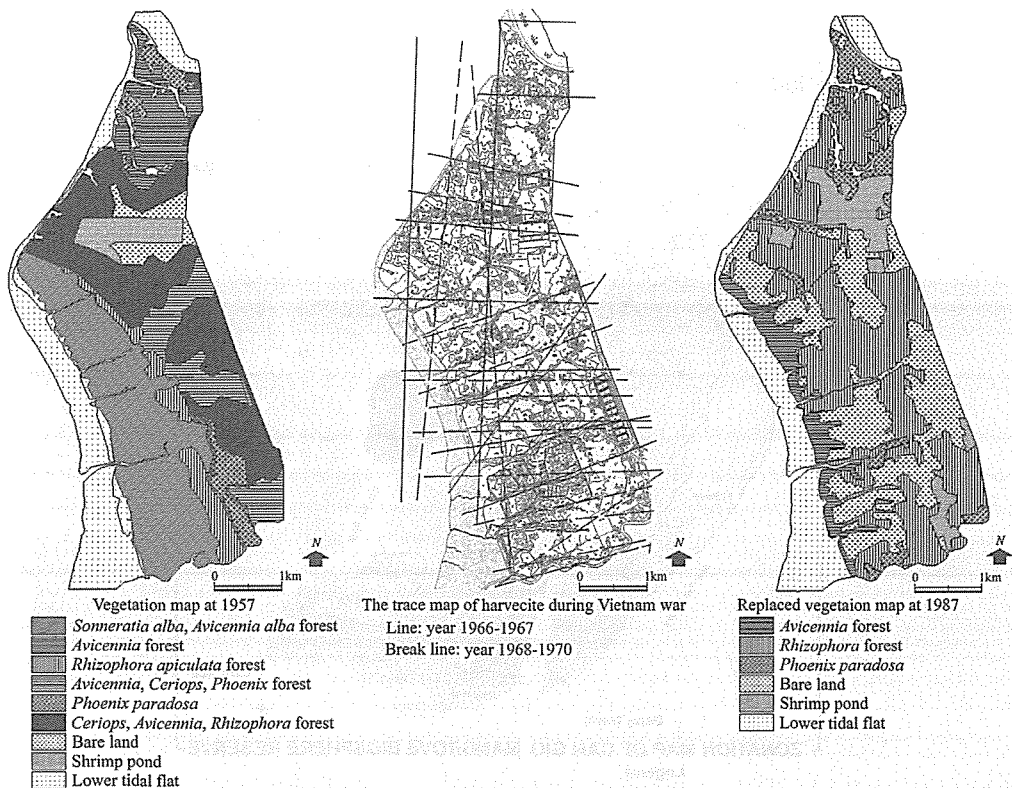 N
0 1km
Vegetation map at 1957
Sonneratia alba, Avicennia alba forest
Avicennia forest
Rhizophora apiculata forest
Avicennia, Ceriops, Phoenix forest
Phoenix paradosa
Ceriops, Avicennia, Rhizophora forest
Bare land
Shrimp pond
Lower tidal flat
N
0 1km
The trace map of harvecite during Vietnam war
Line: year 1966-1967
Break line: year 1968-1970
N
0 1km
Replaced vegetaion map at 1987
Avicennia forest
Rhizophora forest
Phoenix paradosa
Bare land
Shrimp pond
Lower tidal flat